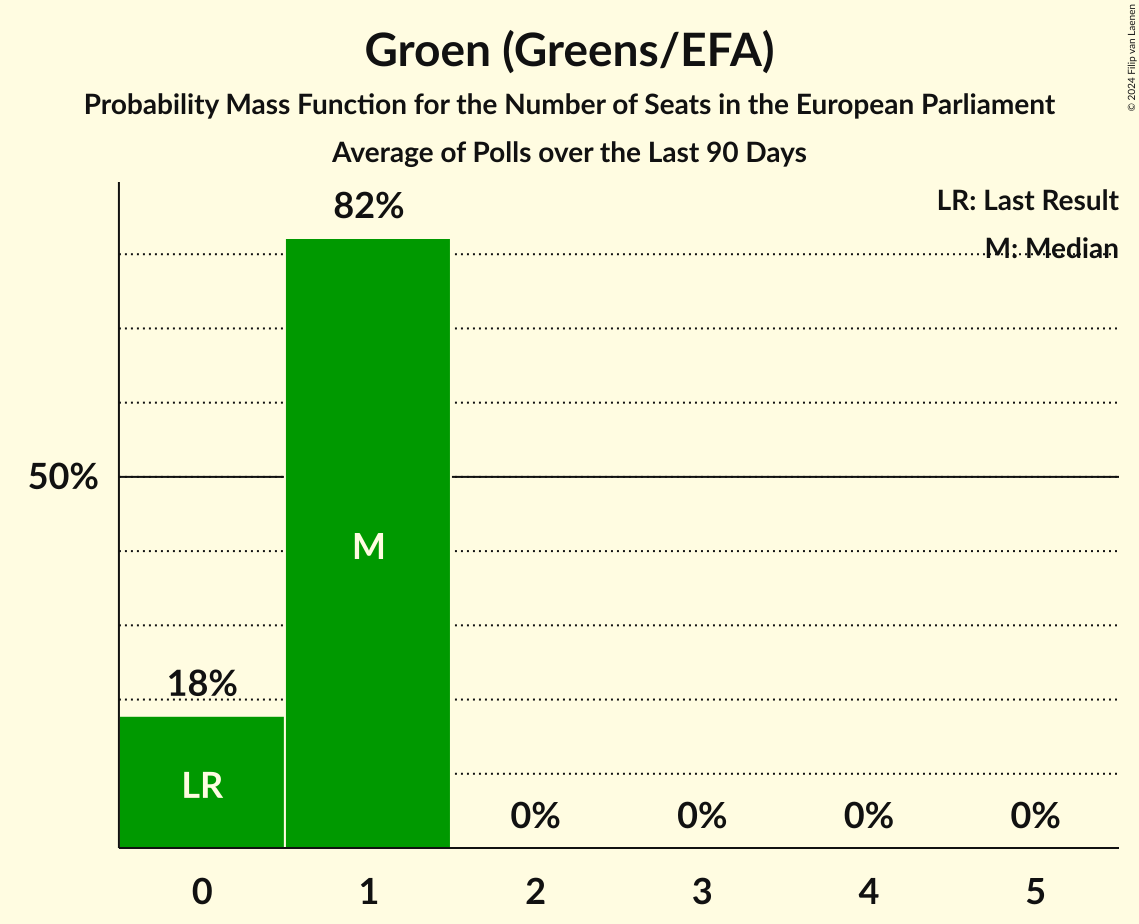 Groen (Greens/EFA)
Probability Mass Function for the Number of Seats in the European Parliament
Average of Polls over the Last 90 Days
© 2024 Filip van Laenen
LR: Last Result
M: Median
82%
50%
M
18%
LR
0%
0%
0%
0%
0
1
2
3
4
5